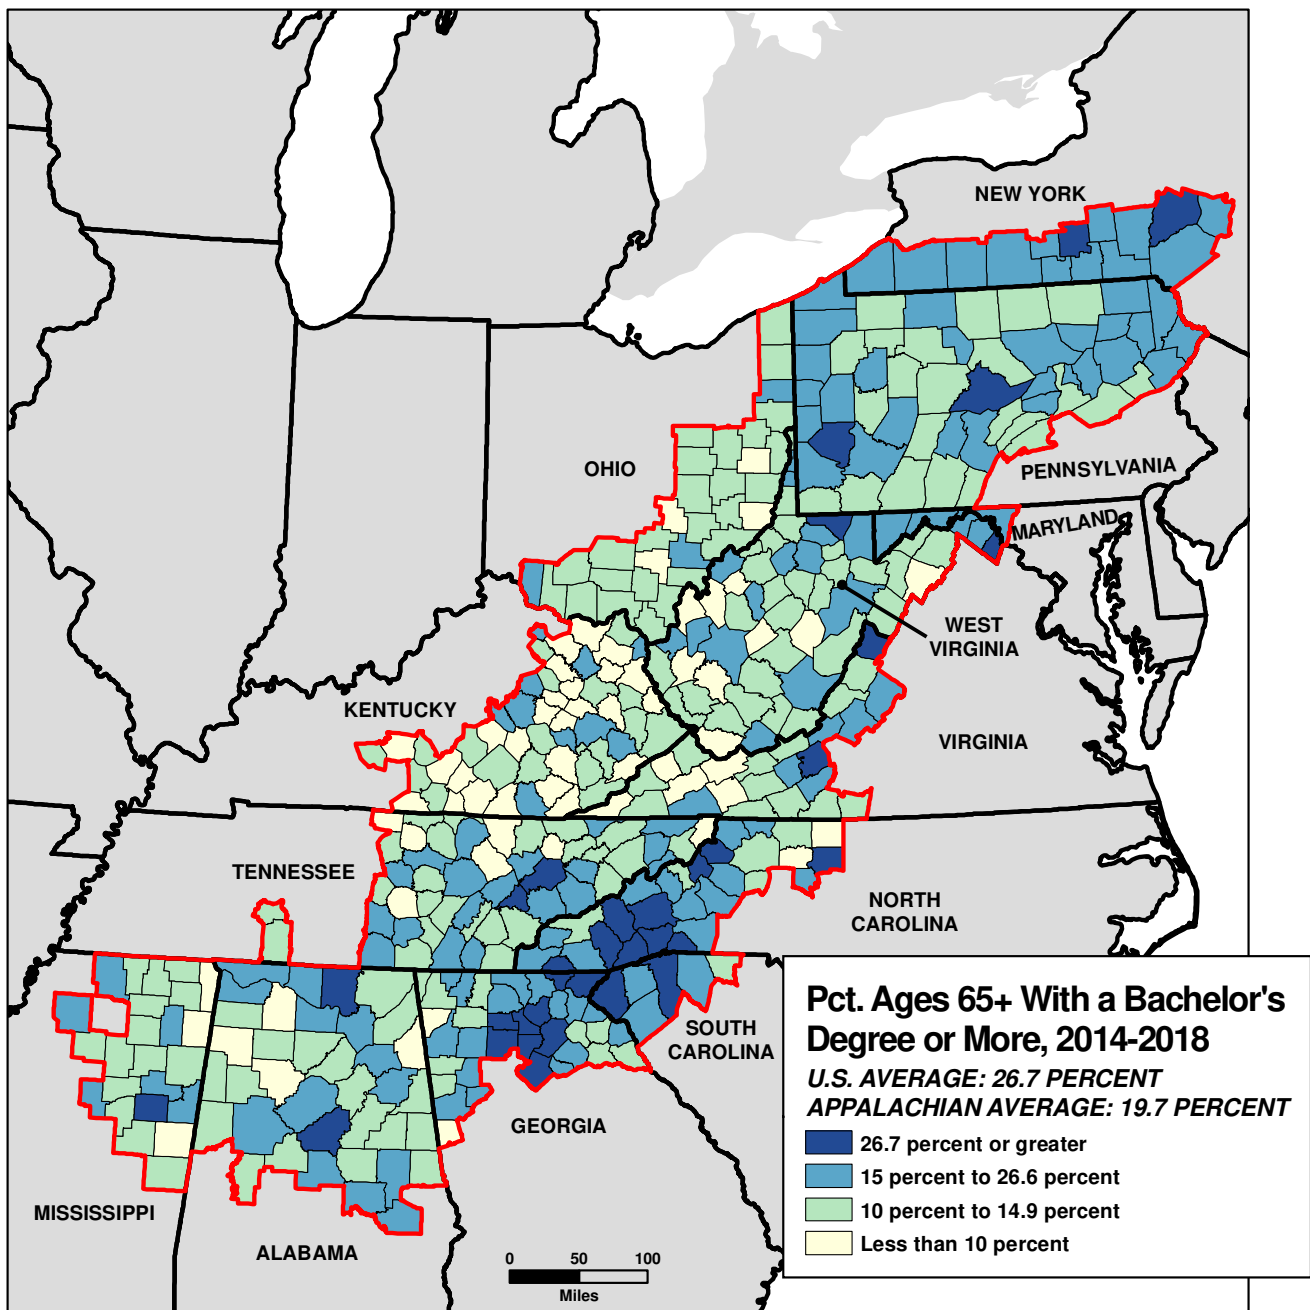 NEW YORK
OHIO
PENNSYLVANIA
MARYLAND
WEST
VIRGINIA
KENTUCKY
VIRGINIA
TENNESSEE
NORTH
CAROLINA
SOUTH
CAROLINA
GEORGIA
MISSISSIPPI
ALABAMA
Pct. Ages 65+ With a Bachelor's
Degree or More, 2014-2018
U.S. AVERAGE: 26.7 PERCENT
APPALACHIAN AVERAGE: 19.7 PERCENT
26.7 percent or greater
15 percent to 26.6 percent
10 percent to 14.9 percent
Less than 10 percent
0 50 100
Miles